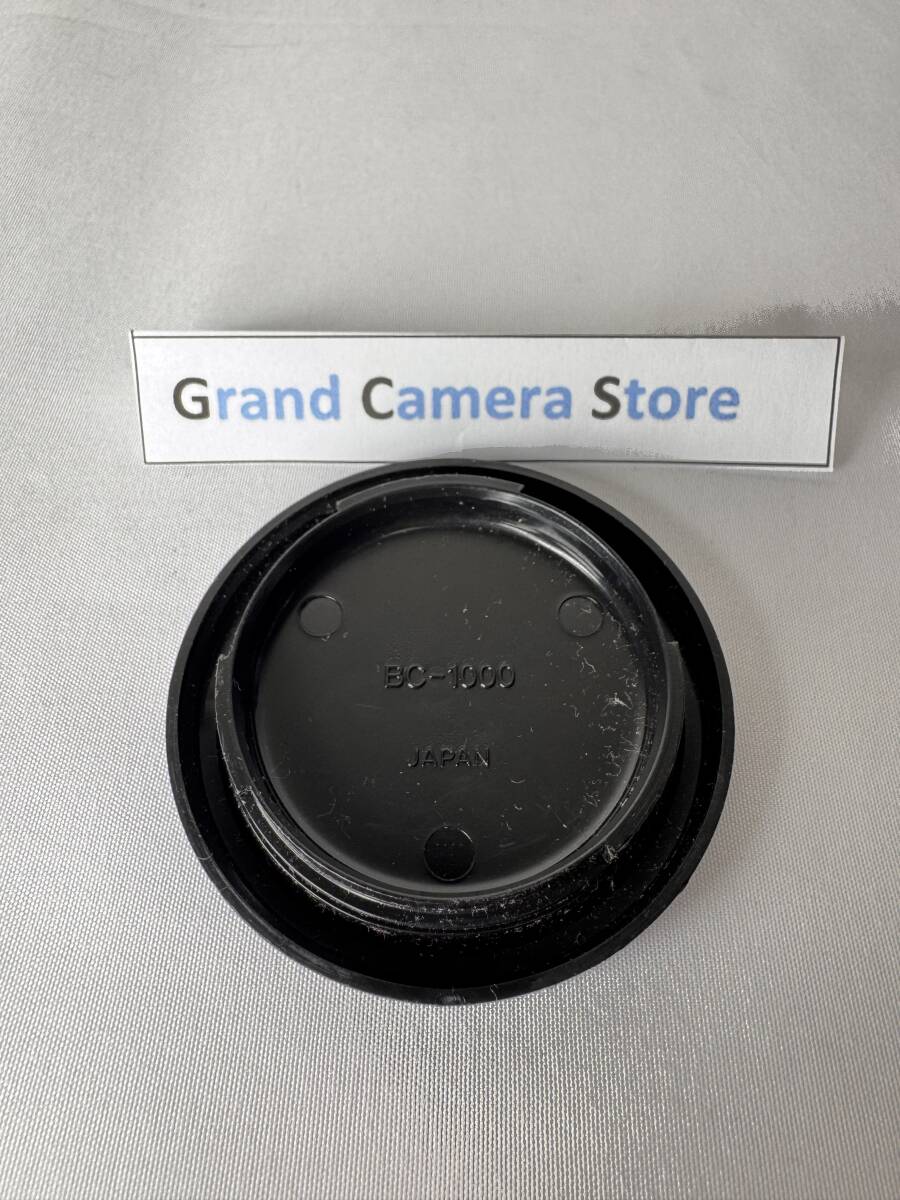 Grand Camera Store
BC-1000
JAPAN